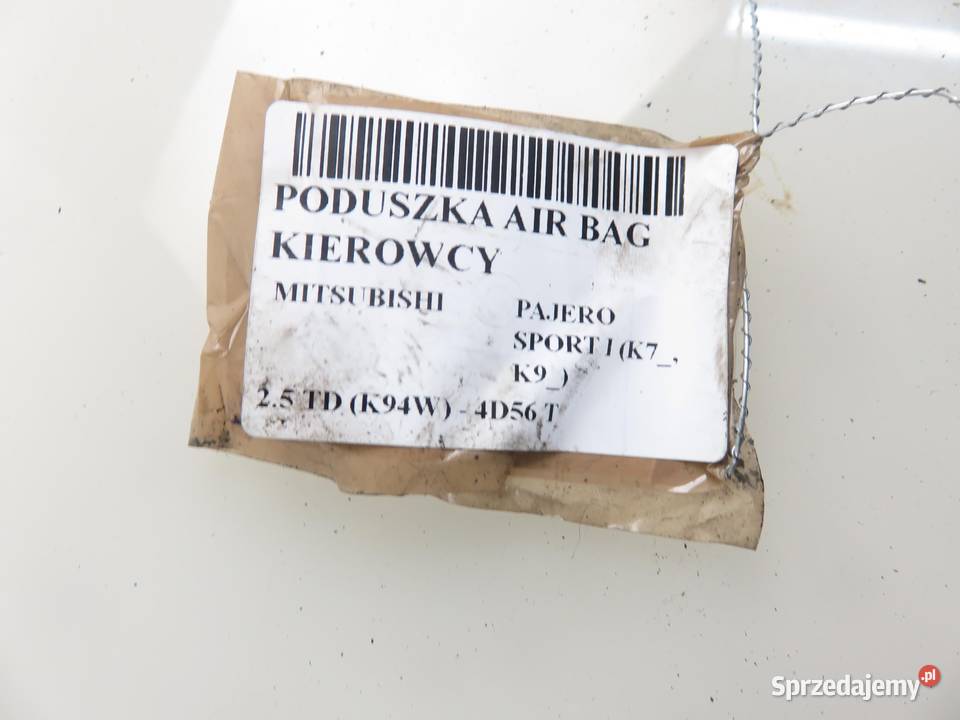 PODUSZKA AIR BAG
KIEROWCY
MITSUBISHI PAJERO
SPORT I (K7_,
K9_)
2.5 TD (K94W) - 4D56 T
Sprzedajemy.pl